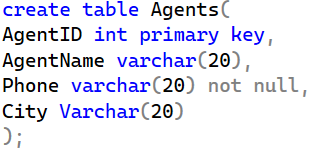 create table Agents(
AgentID int primary key,
AgentName varchar(20),
Phone varchar(20) not null,
City Varchar(20)
);